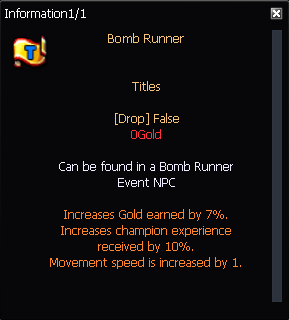 Information1/1
Bomb Runner
T
Titles
[Drop] False
0Gold
Can be found in a Bomb Runner
Event NPC
Increases Gold earned by 7%.
Increases champion experience
received by 10%.
Movement speed is increased by 1.